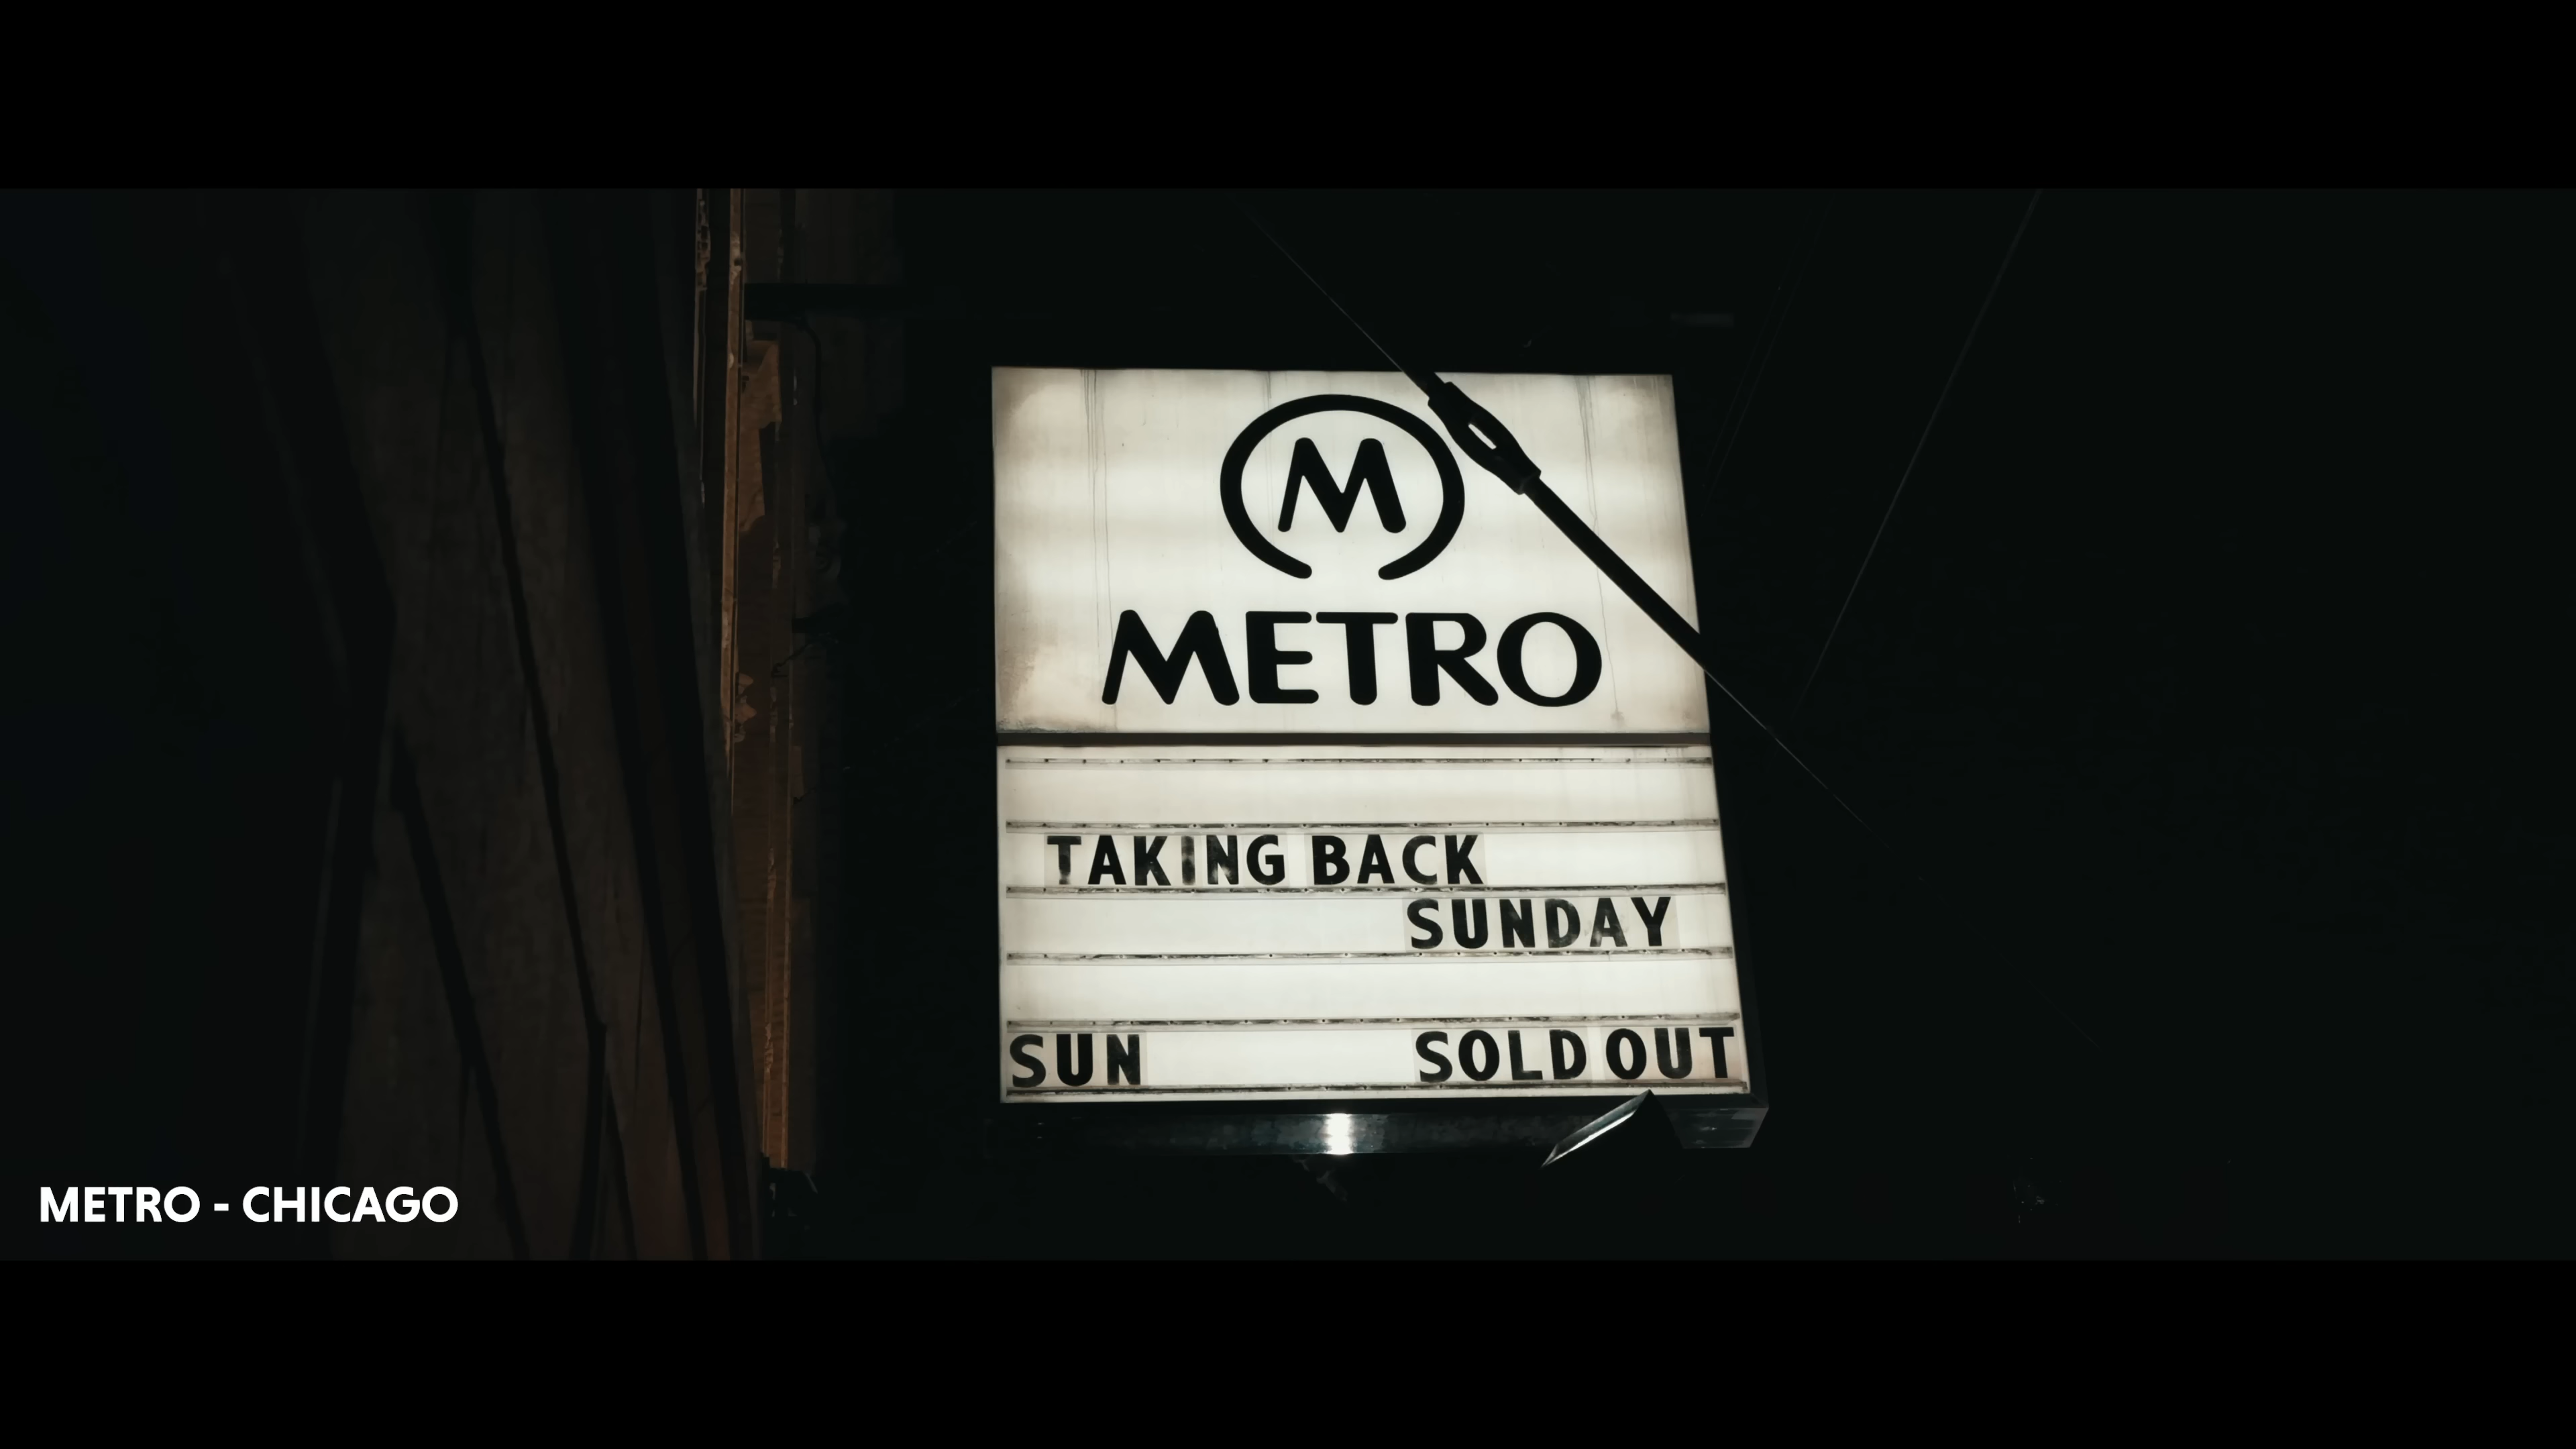 M
METRO
TAKING BACK
SUNDAY
SUN SOLD OUT
METRO - CHICAGO